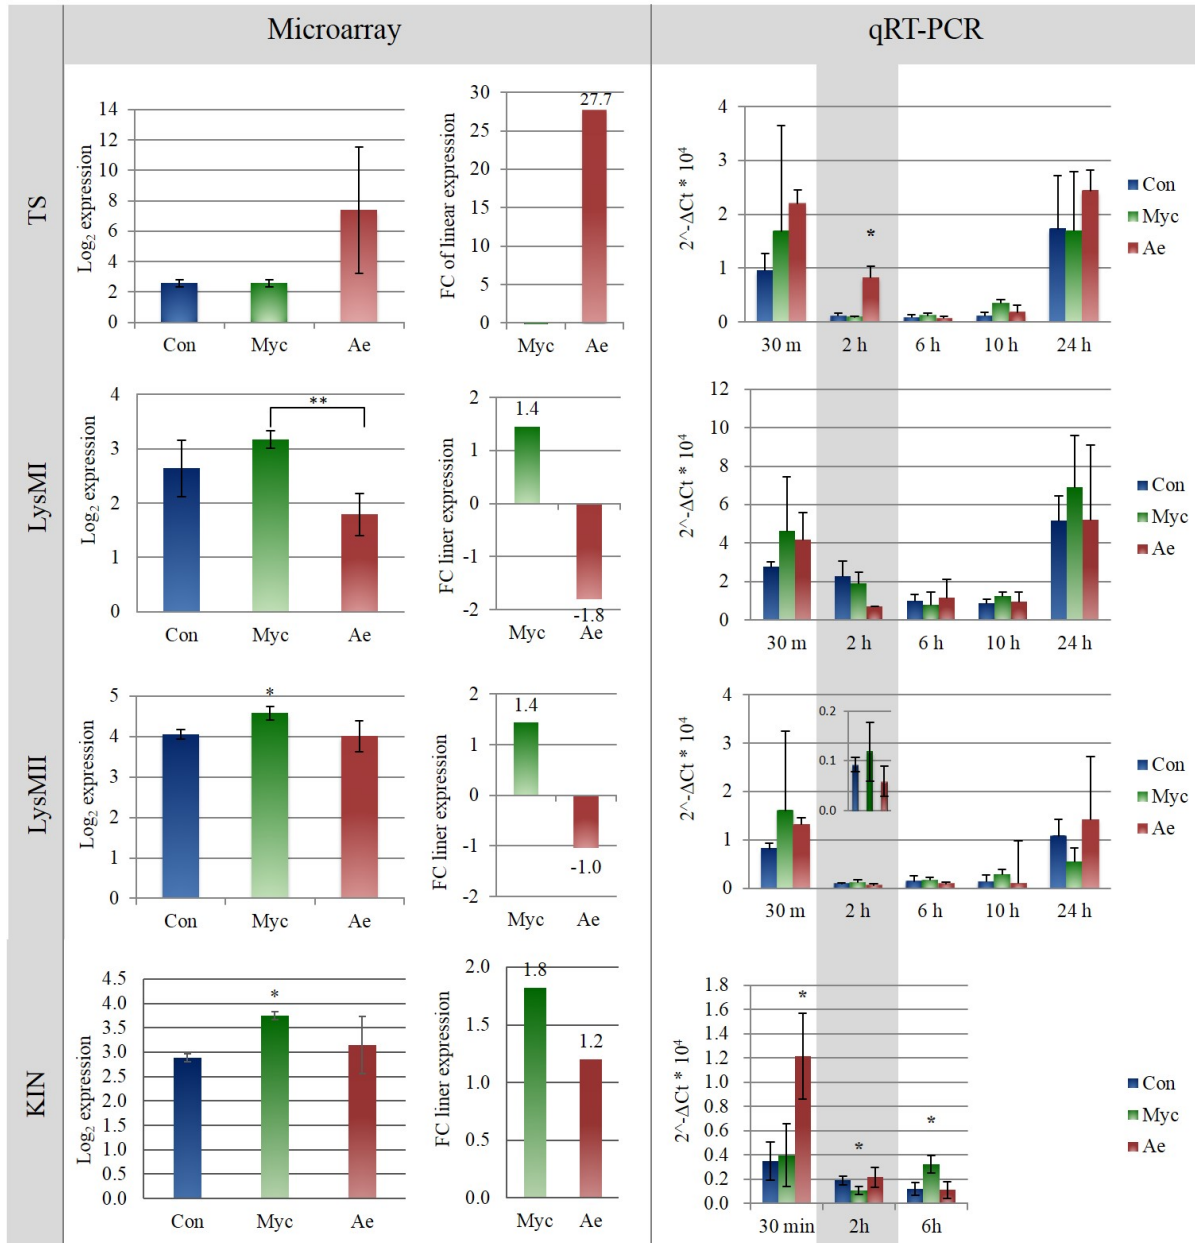 Microarray
qRT-PCR
TS
Log2 expression
14
12
10
8
6
4
2
0
Con Myc Ae
FC of linear expression
30
25
20
15
10
5
0
27.7
Myc Ae
2^-ΔCt * 10^4
4
3
2
1
0
*
30 m 2 h 6 h 10 h 24 h
Con
Myc
Ae
LysMI
Log2 expression
4
3
2
1
0
**
Con Myc Ae
FC liner expression
2
1
0
-1
-2
1.4
-1.8
Myc Ae
2^-ΔCt * 10^4
12
10
8
6
4
2
0
30 m 2 h 6 h 10 h 24 h
Con
Myc
Ae
LysMII
Log2 expression
5
4
3
2
1
0
*
Con Myc Ae
FC liner expression
2
1
0
-1
-2
1.4
-1.0
Myc Ae
2^-ΔCt * 10^4
4
3
2
1
0
0.2
0.1
0.0
30 m 2 h 6 h 10 h 24 h
Con
Myc
Ae
KIN
Log2 expression
4.5
4.0
3.5
3.0
2.5
2.0
1.5
1.0
0.5
0.0
*
Con Myc Ae
FC liner expression
2.0
1.5
1.0
0.5
0.0
1.8
1.2
Myc Ae
2^-ΔCt * 10^4
1.8
1.6
1.4
1.2
1.0
0.8
0.6
0.4
0.2
0.0
*
*
*
30 min 2h 6h
Con
Myc
Ae